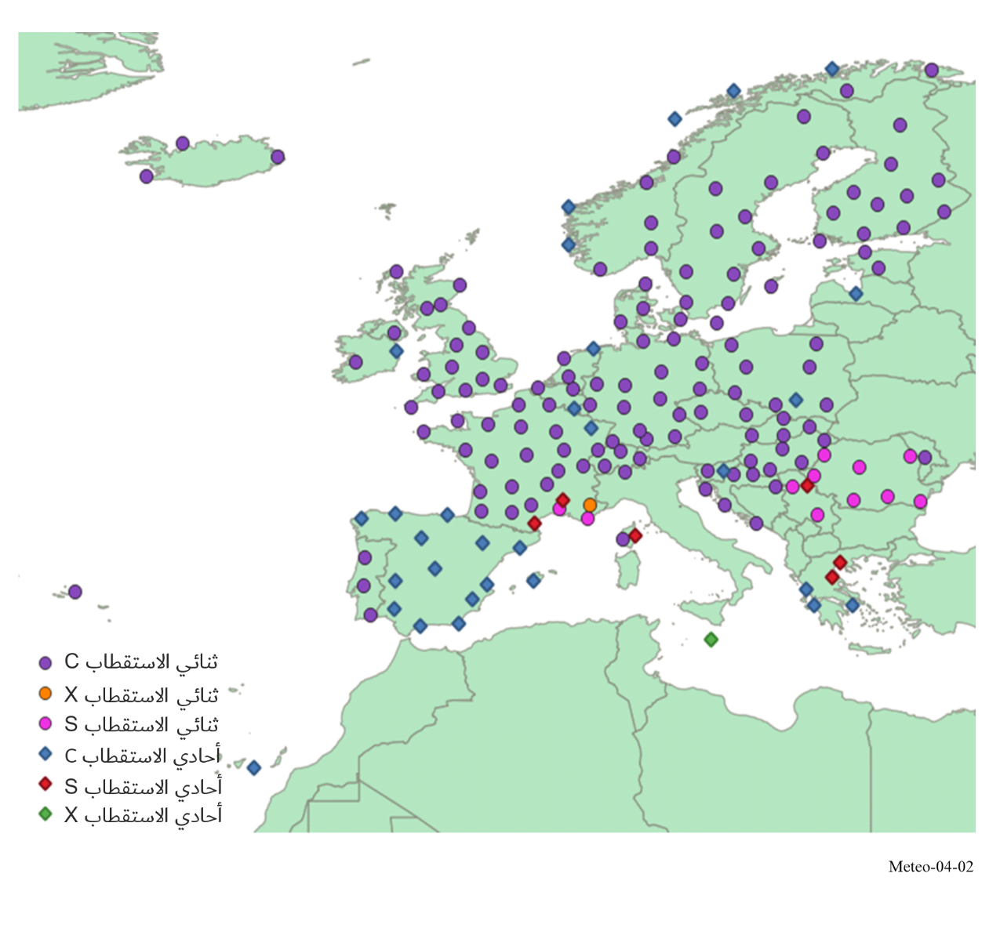 C ثنائي الاستقطاب
X ثنائي الاستقطاب
S ثنائي الاستقطاب
C أحادي الاستقطاب
S أحادي الاستقطاب
X أحادي الاستقطاب
Meteo-04-02